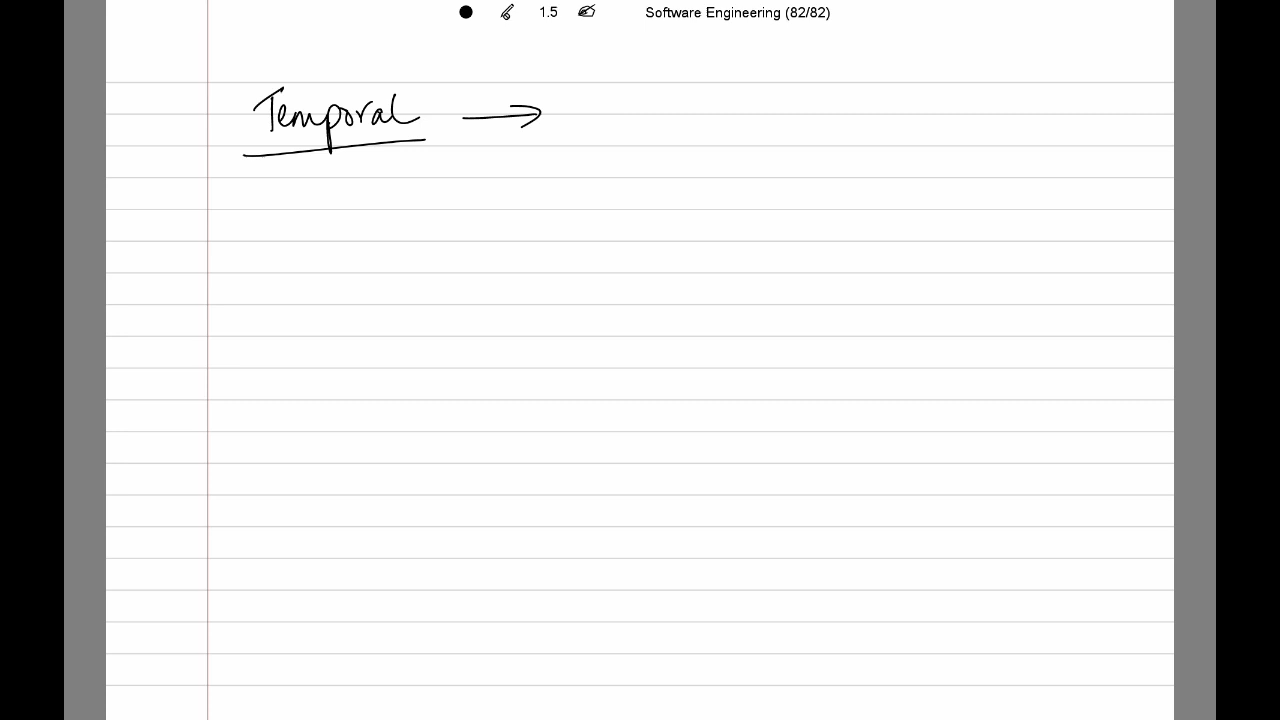 1.5 Software Engineering (82/82)
Temporal →